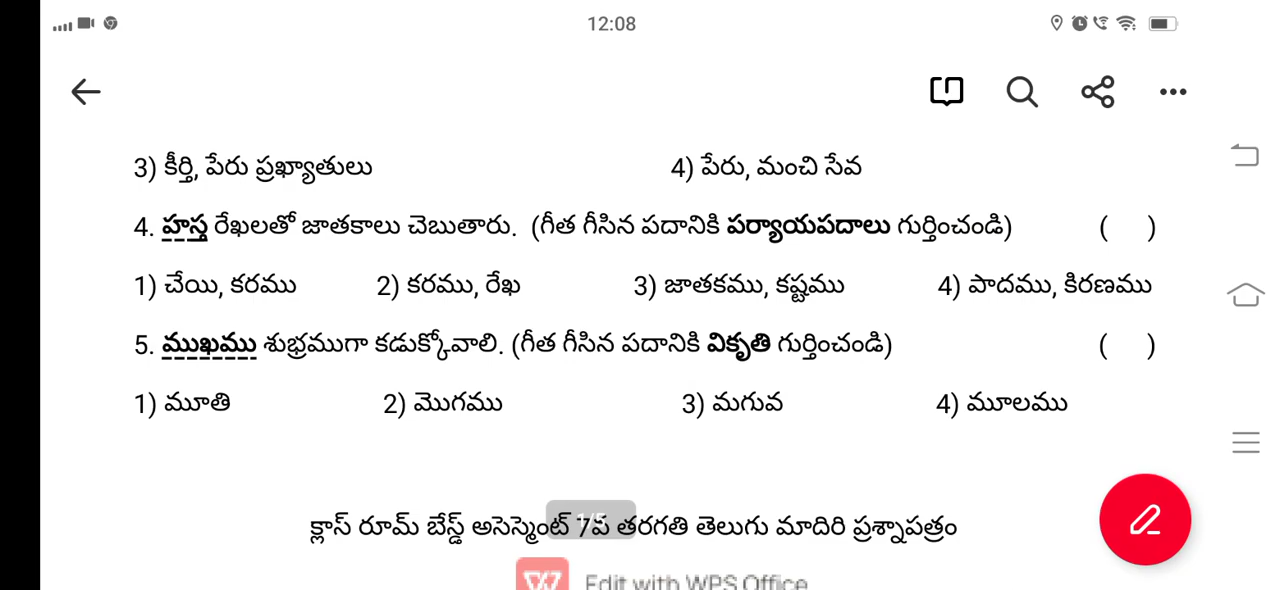 12:08
3) కీర్తి, పేరు ప్రఖ్యాతులు 4) పేరు, మంచి సేవ
4. హస్త రేఖలతో జాతకాలు చెబుతారు. (గీత గీసిన పదానికి పర్యాయపదాలు గుర్తించండి) ( )
1) చేయి, కరము 2) కరము, రేఖ 3) జాతకము, కష్టము 4) పాదము, కిరణము
5. ముఖము శుభ్రముగా కడుక్కోవాలి. (గీత గీసిన పదానికి వికృతి గుర్తించండి) ( )
1) మూతి 2) మొగము 3) మగువ 4) మూలము
క్లాస్ రూమ్ బేస్డ్ అసెస్మెంట్ 7వ తరగతి తెలుగు మాదిరి ప్రశ్నాపత్రం
1/5
Edit with WPS Office